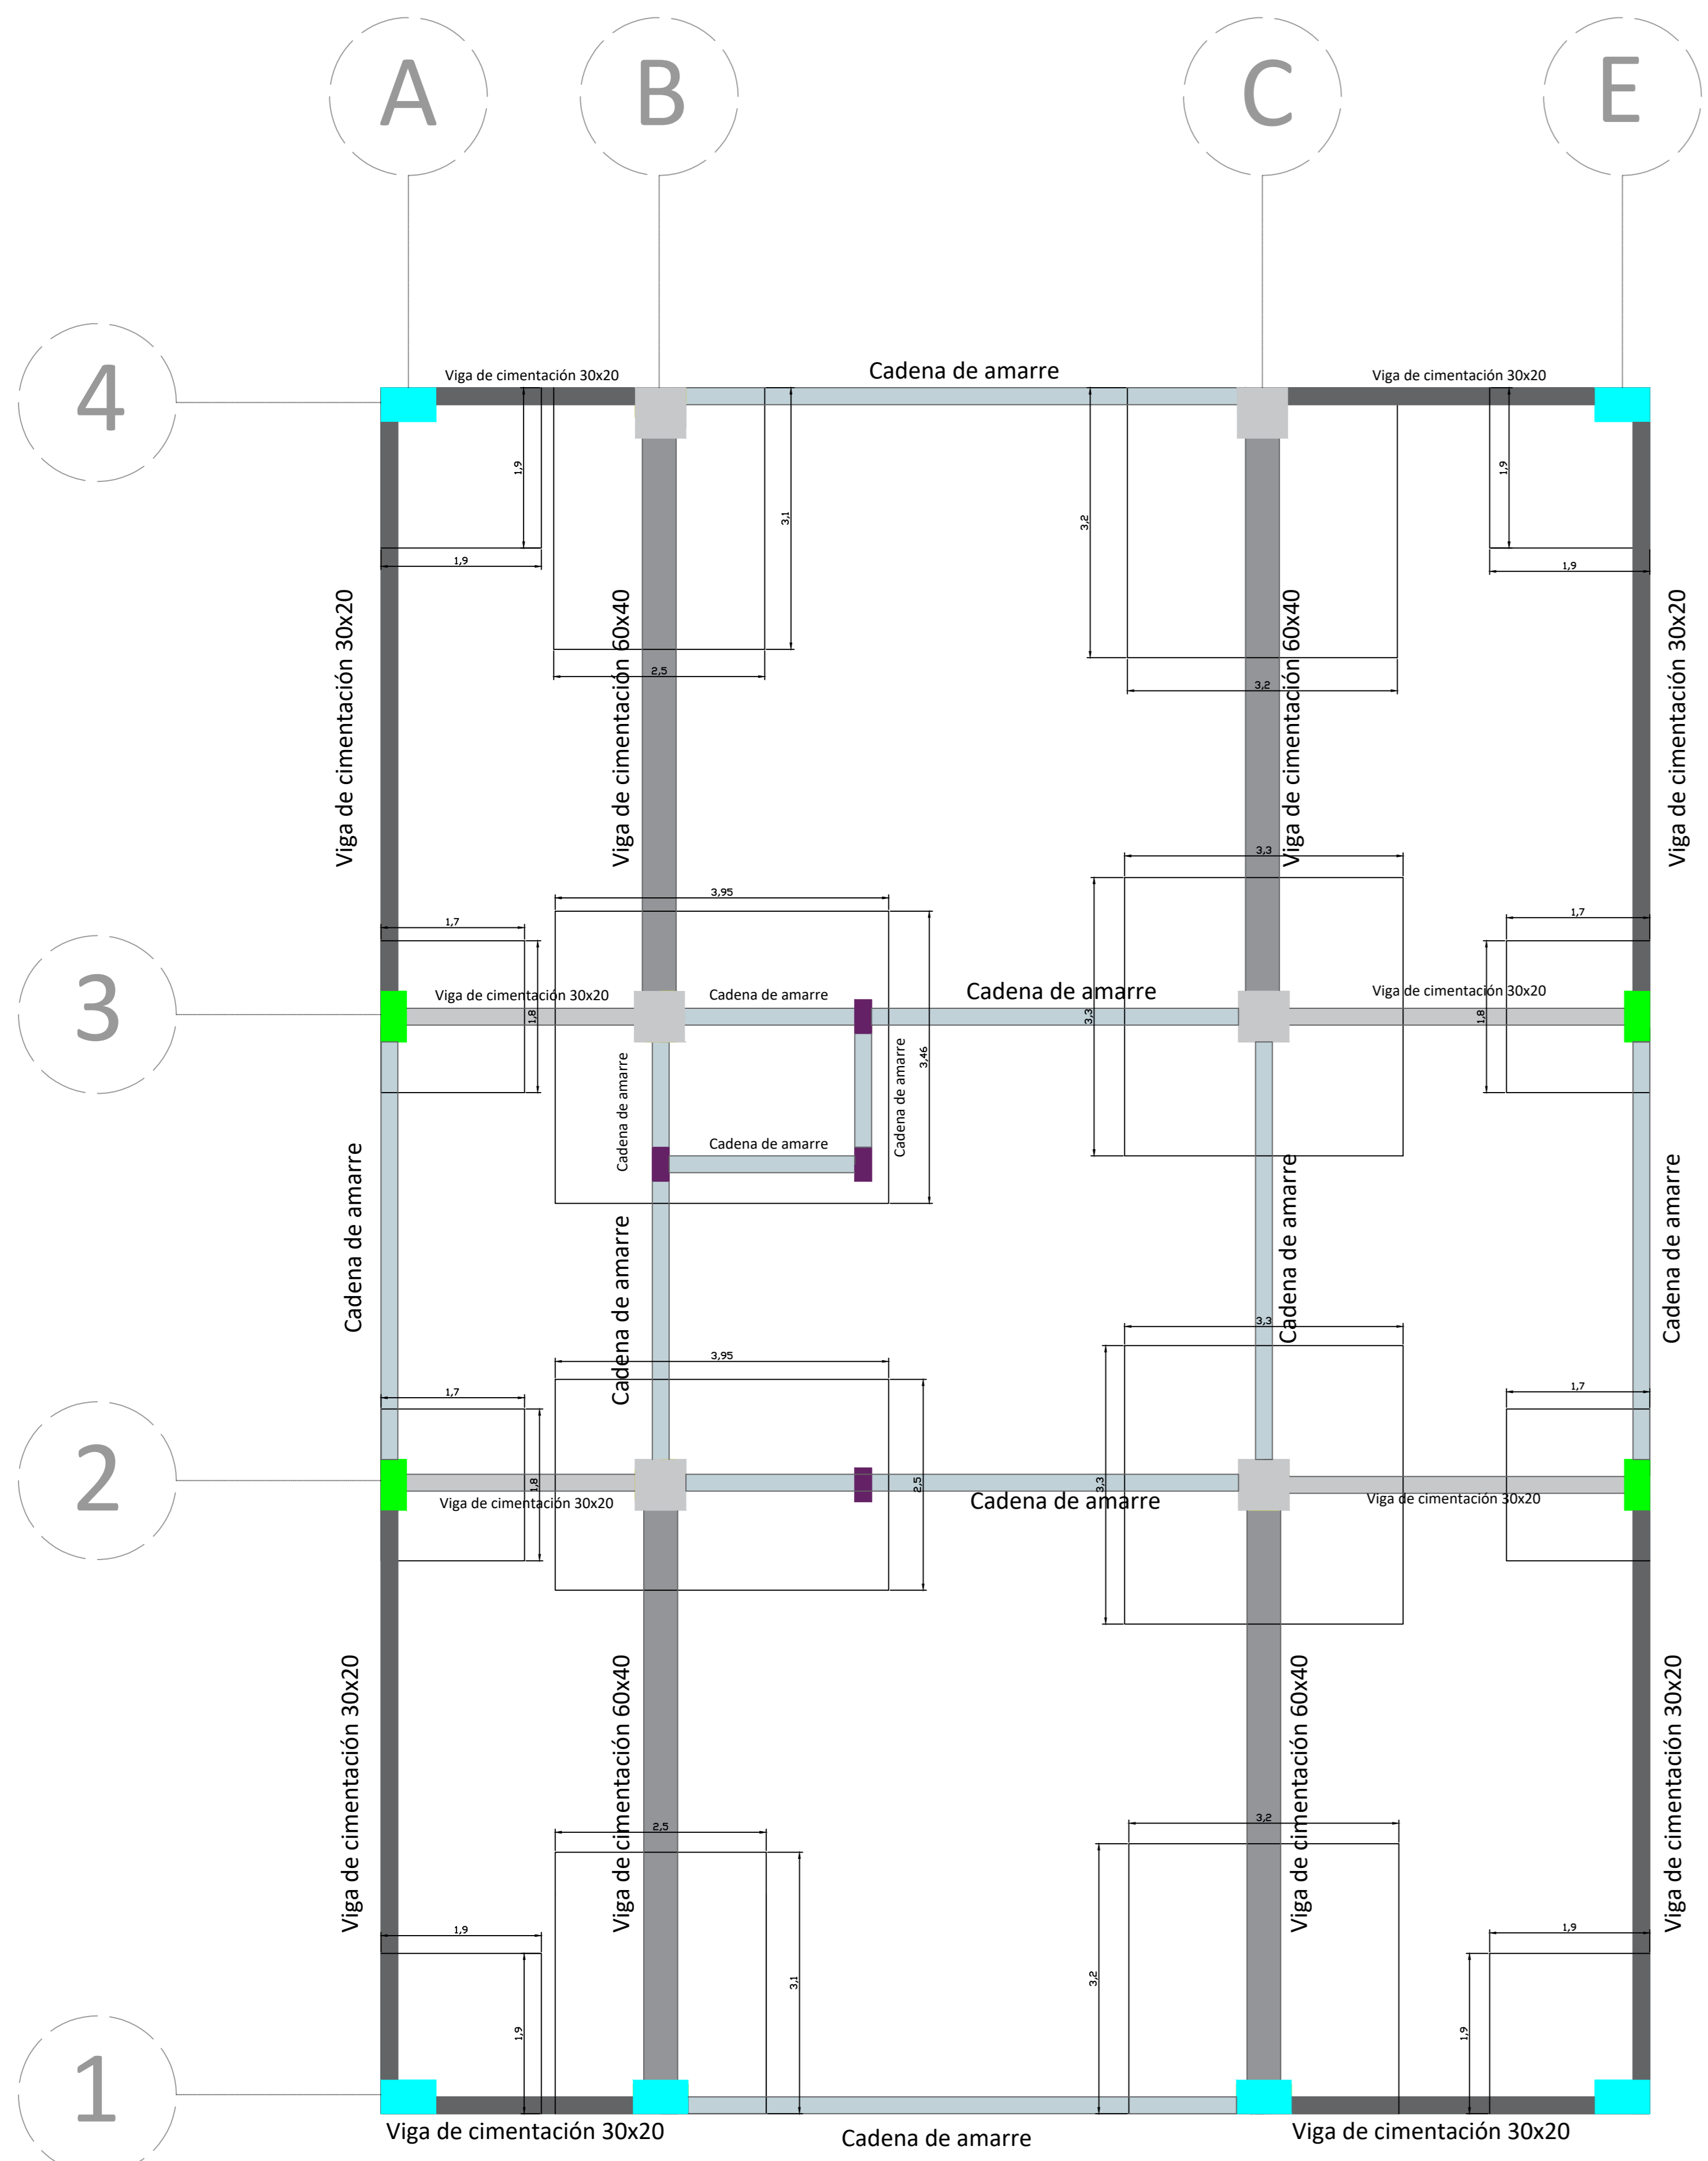 A
B
C
E
4
Viga de cimentación 30x20
Cadena de amarre
Viga de cimentación 30x20
1,9
3,1
3,2
1,9
1,9
1,9
2,5
3,2
Viga de cimentación 30x20
Viga de cimentación 60x40
Viga de cimentación 60x40
Viga de cimentación 30x20
3,3
3,95
1,7
1,7
3
Viga de cimentación 30x20
Cadena de amarre
Cadena de amarre
Viga de cimentación 30x20
1,8
3,3
1,8
3,46
Cadena de amarre
Cadena de amarre
Cadena de amarre
Cadena de amarre
Cadena de amarre
Cadena de amarre
Cadena de amarre
3,3
3,95
1,7
1,7
2
1,8
2,5
3,3
Viga de cimentación 30x20
Cadena de amarre
Viga de cimentación 30x20
Viga de cimentación 30x20
Viga de cimentación 60x40
Viga de cimentación 60x40
Viga de cimentación 30x20
2,5
3,2
1,9
1,9
3,1
3,2
1,9
1,9
1
Viga de cimentación 30x20
Cadena de amarre
Viga de cimentación 30x20